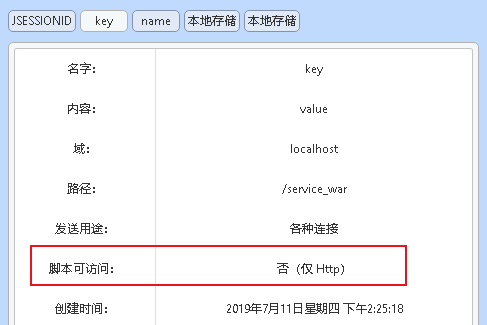 JSESSIONID key name 本地存储 本地存储
名字： key
内容： value
域： localhost
路径： /service_war
发送用途： 各种连接
脚本可访问： 否（仅 Http）
创建时间： 2019年7月11日星期四 下午2:25:18